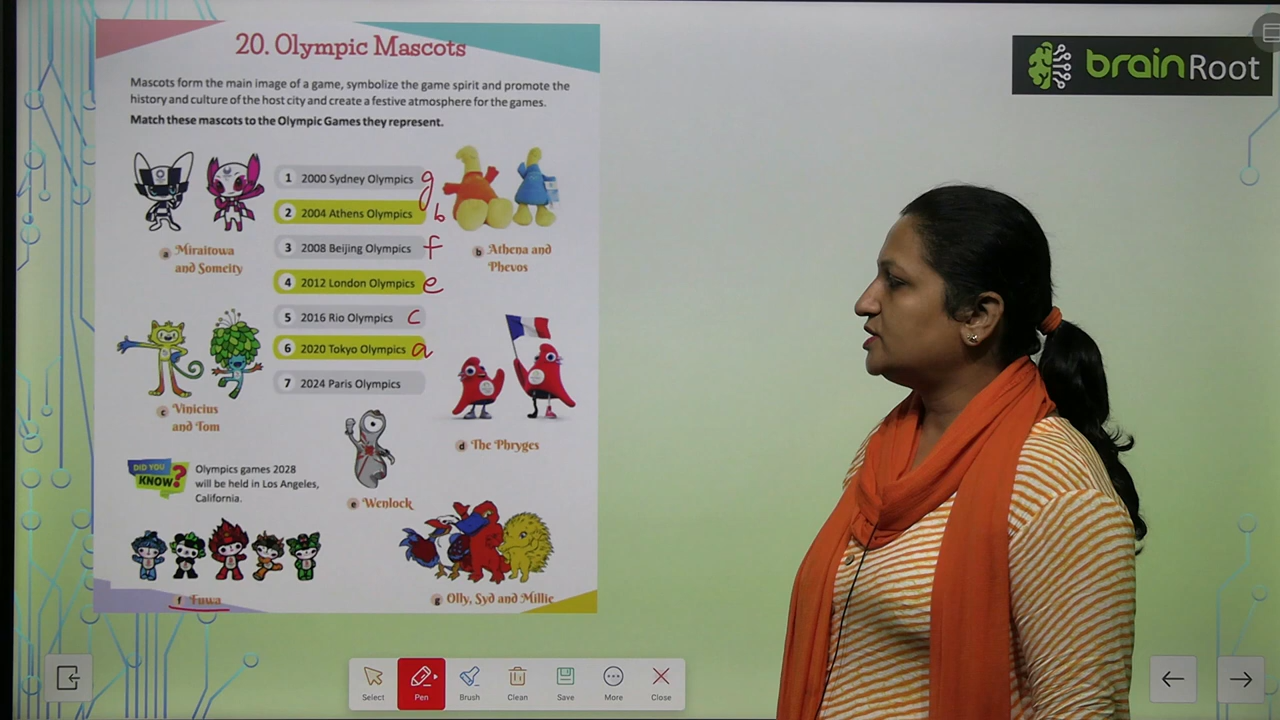 20. Olympic Mascots
brainRoot
Mascots form the main image of a game, symbolize the game spirit and promote the
history and culture of the host city and create a festive atmosphere for the games.
Match these mascots to the Olympic Games they represent.
1 2000 Sydney Olympics g
2 2004 Athens Olympics b
3 2008 Beijing Olympics f
4 2012 London Olympics e
5 2016 Rio Olympics c
6 2020 Tokyo Olympics a
7 2024 Paris Olympics
a Miraitowa
and Someity
b Athena and
Phevos
c Vinicius
and Tom
d The Phryges
DID YOU
KNOW?
Olympics games 2028
will be held in Los Angeles,
California.
e Wenlock
f Fuwa
g Olly, Syd and Millie
Select
Pen
Brush
Clean
Save
More
Close